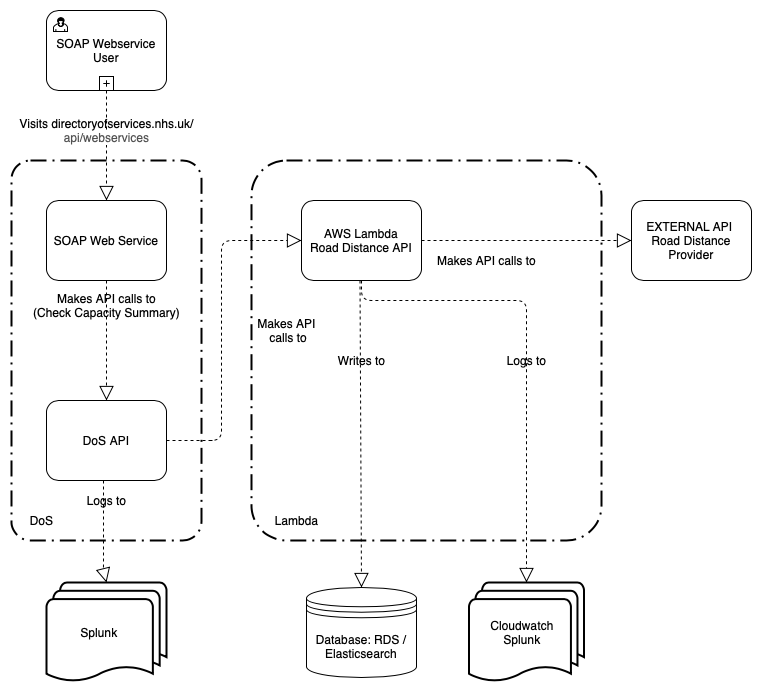 SOAP Webservice
User
Visits directoryofservices.nhs.uk/
api/webservices
SOAP Web Service
AWS Lambda
Road Distance API
EXTERNAL API
Road Distance
Provider
Makes API calls to
Makes API calls to
(Check Capacity Summary)
Makes API
calls to
Writes to
Logs to
DoS API
Logs to
DoS
Lambda
Splunk
Database: RDS /
Elasticsearch
Cloudwatch
Splunk